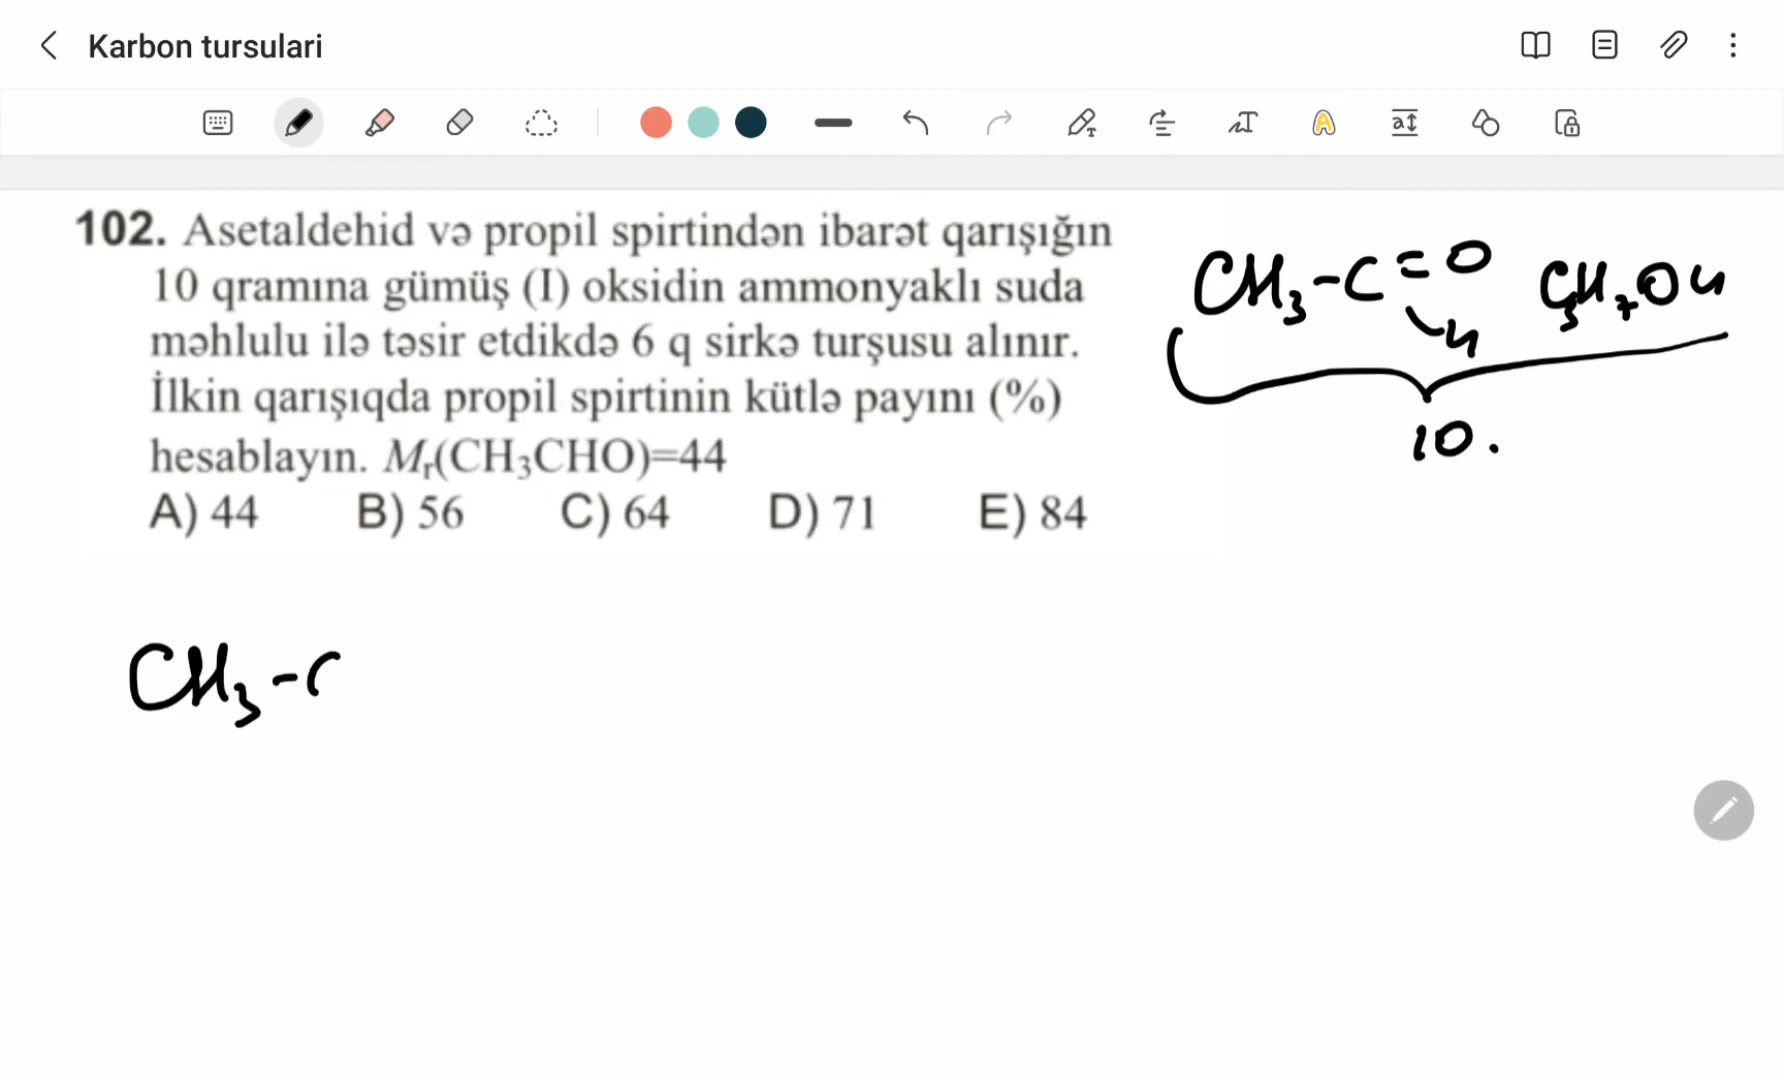 Karbon tursulari
102. Asetaldehid və propil spirtindən ibarət qarışığın
10 qramına gümüş (I) oksidin ammonyaklı suda
məhlulu ilə təsir etdikdə 6 q sirkə turşusu alınır.
İlkin qarışıqda propil spirtinin kütlə payını (%)
hesablayın. Mr(CH3CHO)=44
A) 44 B) 56 C) 64 D) 71 E) 84
CH3-C=O C3H7OH
H
10.
CH3-C